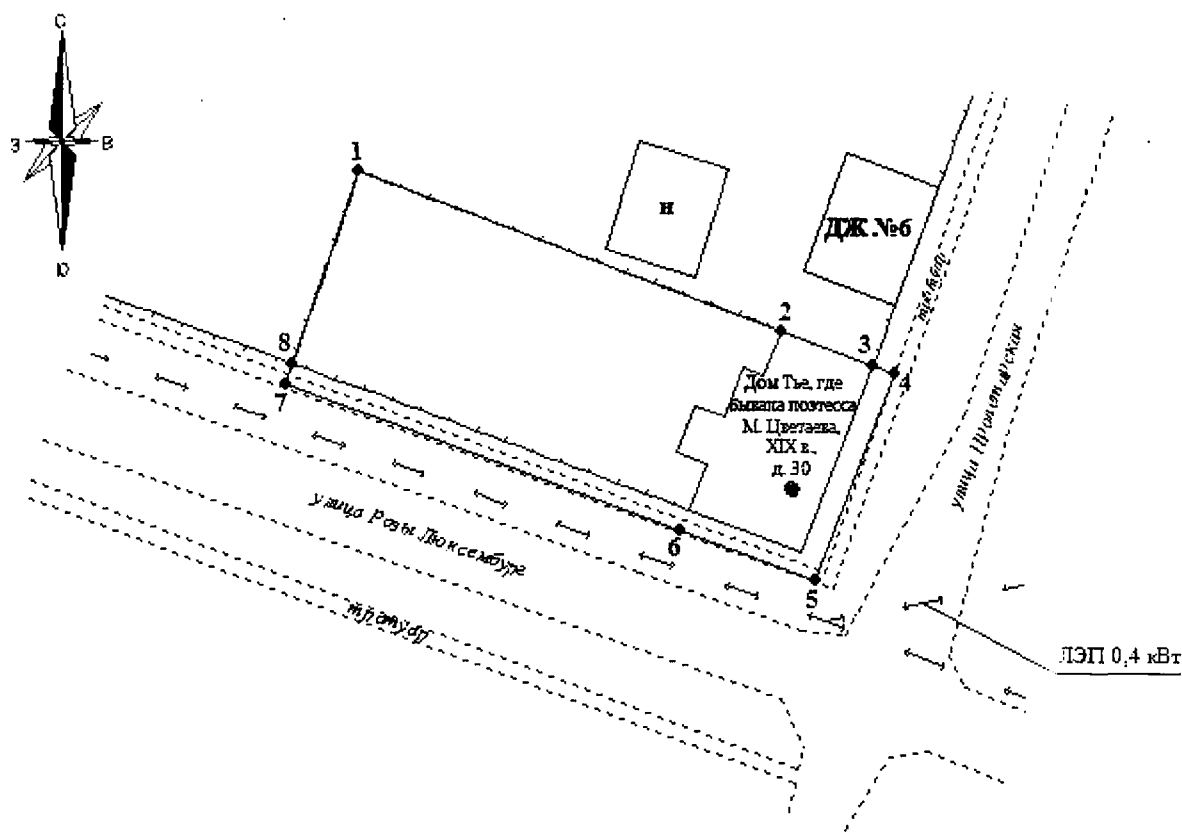 С
З
В
Ю
1
н
ДЖ №6
тротуар
2
3
4
8
7
Дом Тье, где
бывала поэтесса
М. Цветаева,
XIX в.,
д. 30
улица Пролетарская
улица Розы Люксембург
6
5
тротуар
ЛЭП 0,4 кВт